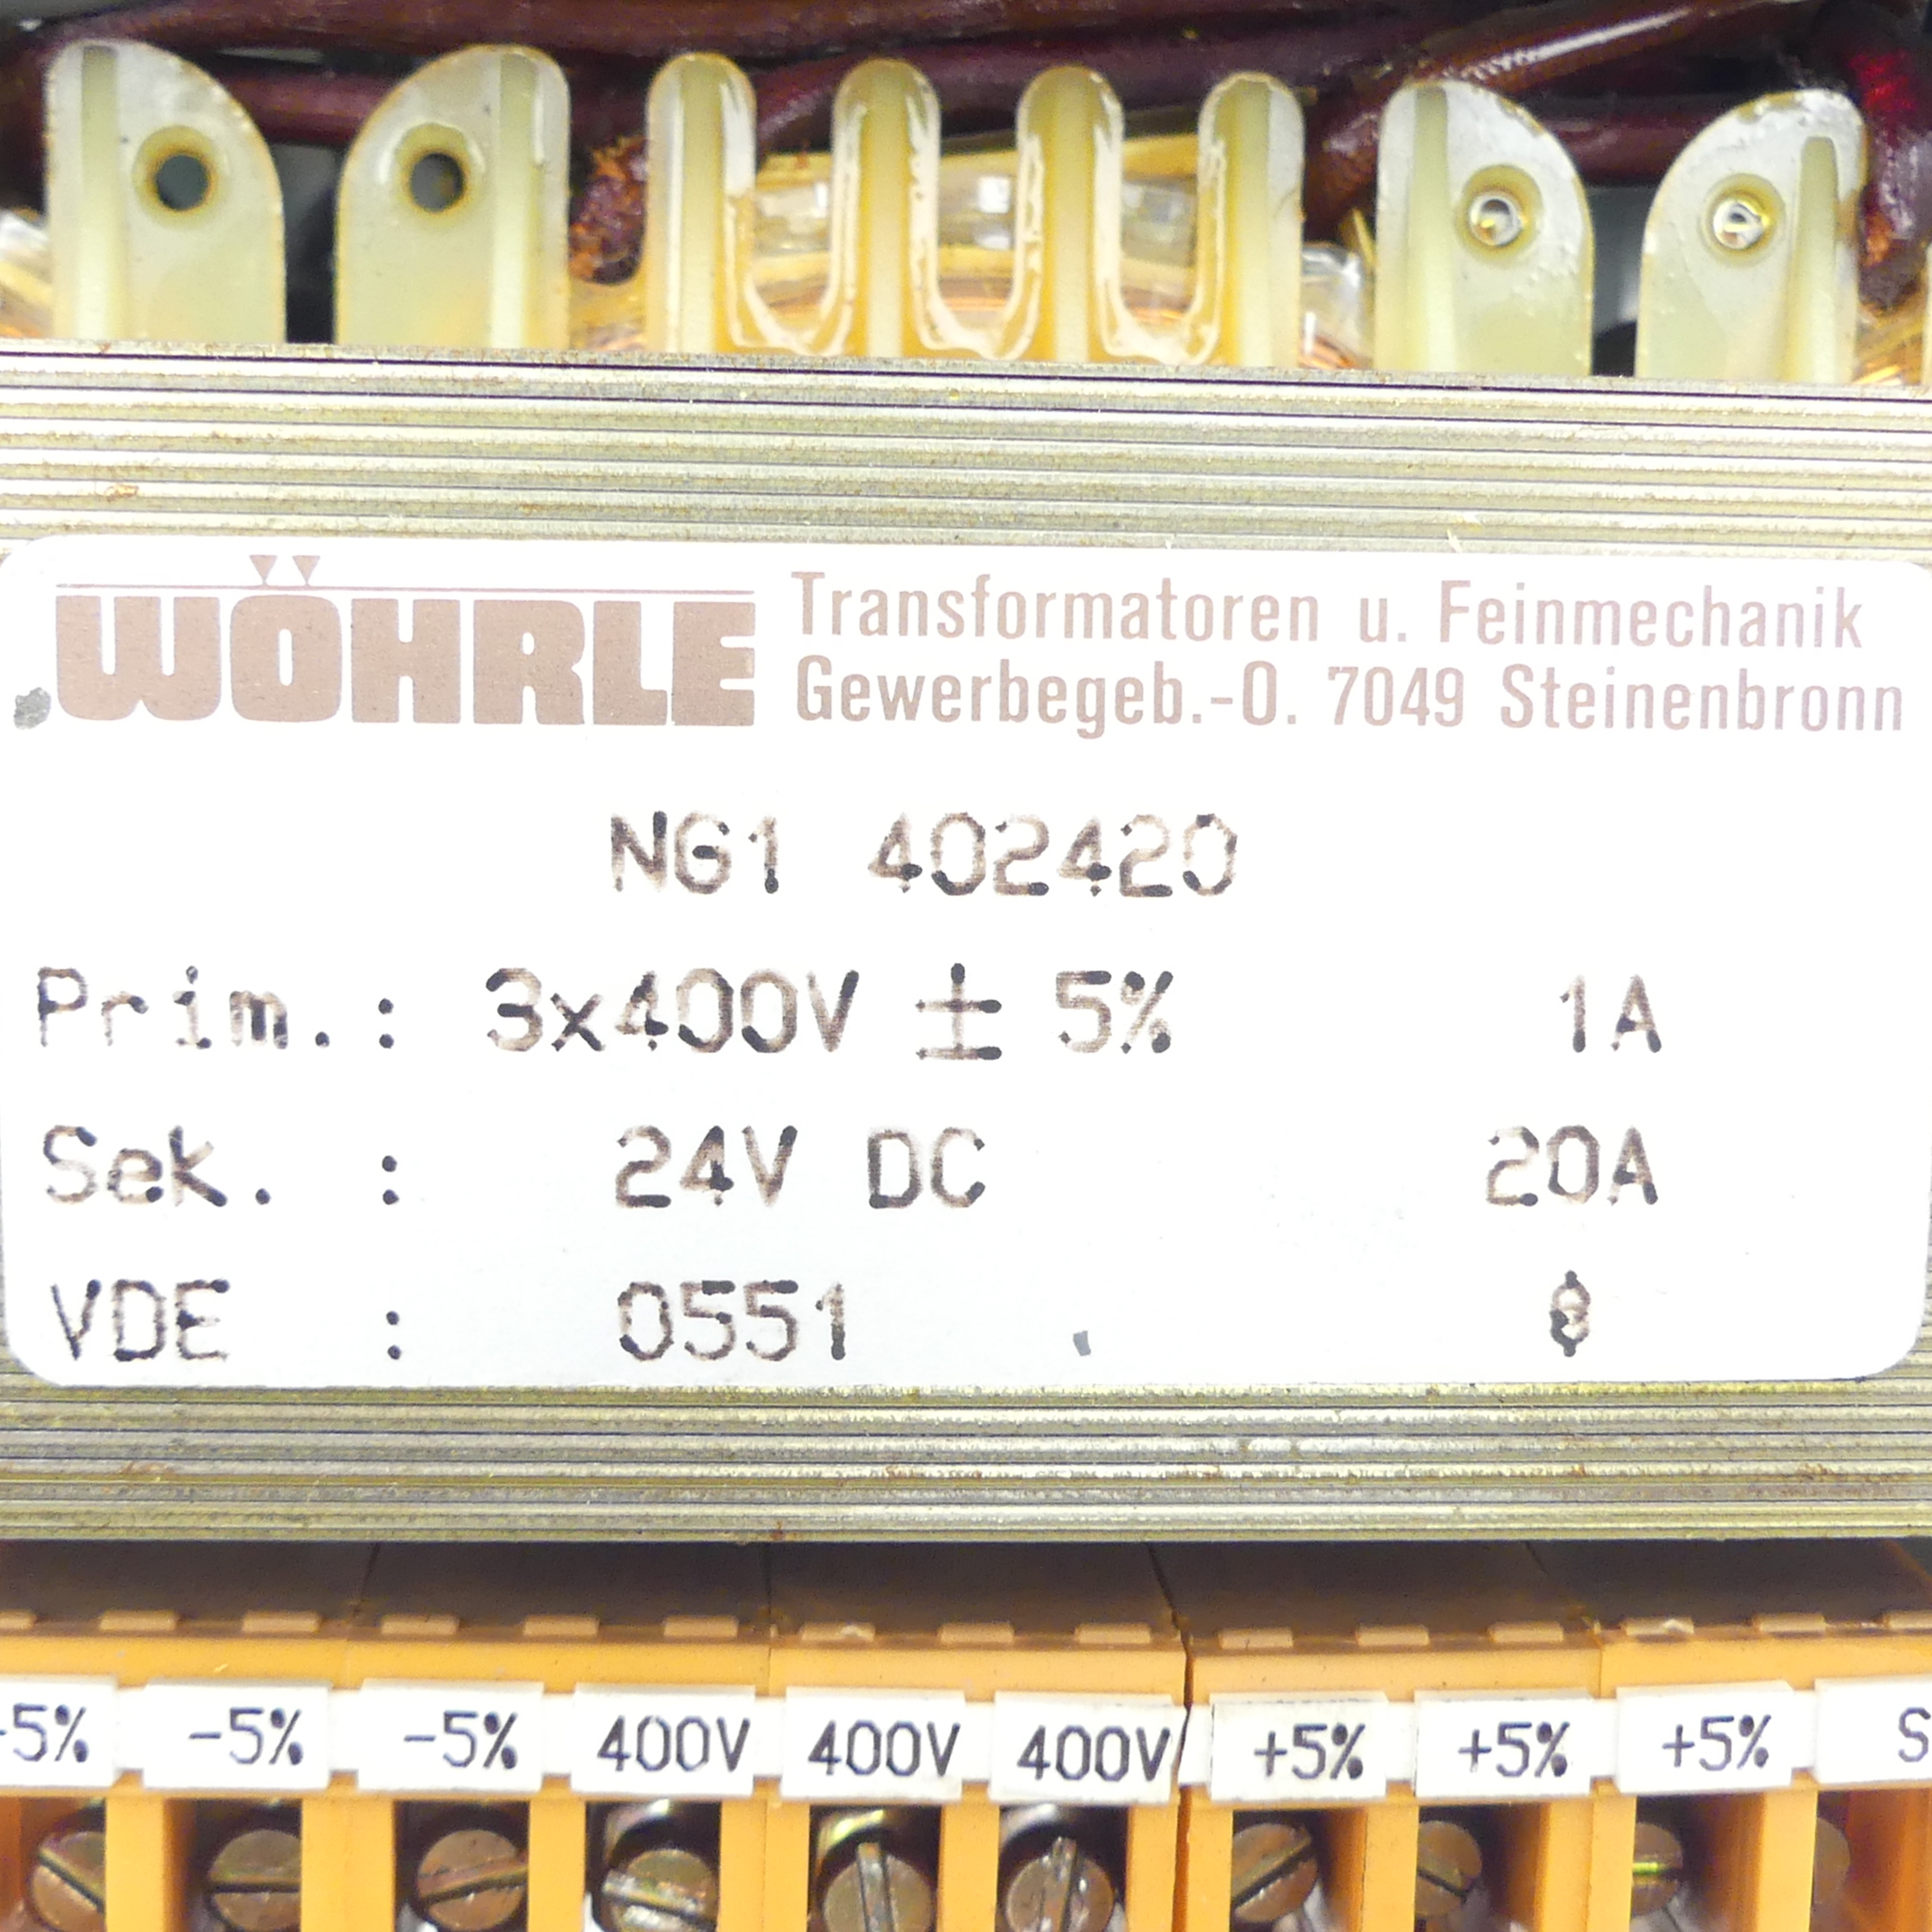 WÖHRLE
Transformatoren u. Feinmechanik
Gewerbegeb.-O. 7049 Steinenbronn
NG1 402420
Prim.: 3x400V ± 5% 1A
Sek. : 24V DC 20A
VDE : 0551
-5% -5% -5% 400V 400V 400V +5% +5% +5% S